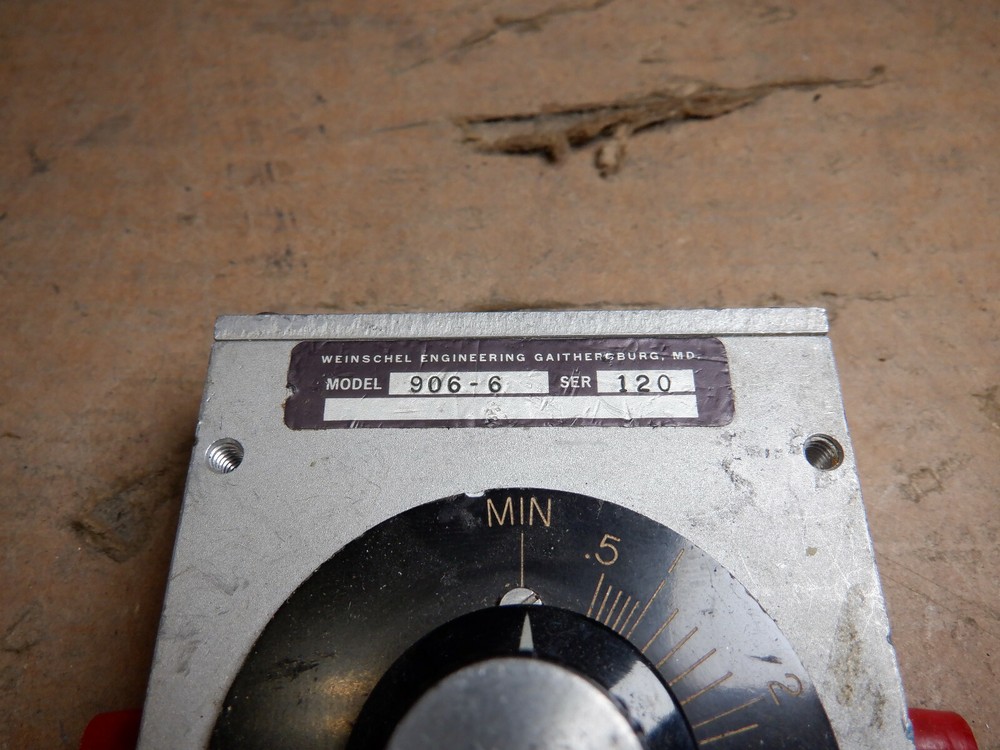 WEINSCHEL ENGINEERING GAITHERSBURG, MD.
MODEL 906-6 SER 120
MIN
.5
2